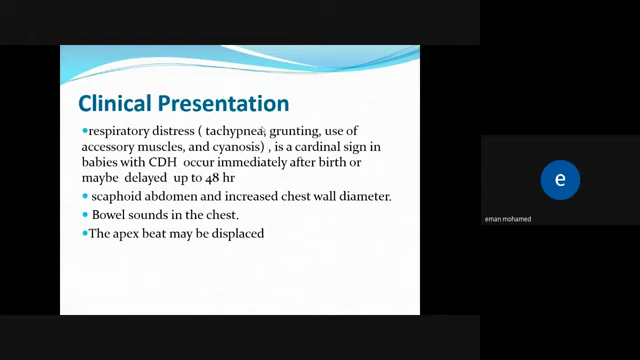 Clinical Presentation
•respiratory distress ( tachypnea, grunting, use of
accessory muscles, and cyanosis) , is a cardinal sign in
babies with CDH occur immediately after birth or
maybe delayed up to 48 hr
• scaphoid abdomen and increased chest wall diameter.
• Bowel sounds in the chest.
•The apex beat may be displaced
e
eman mohamed